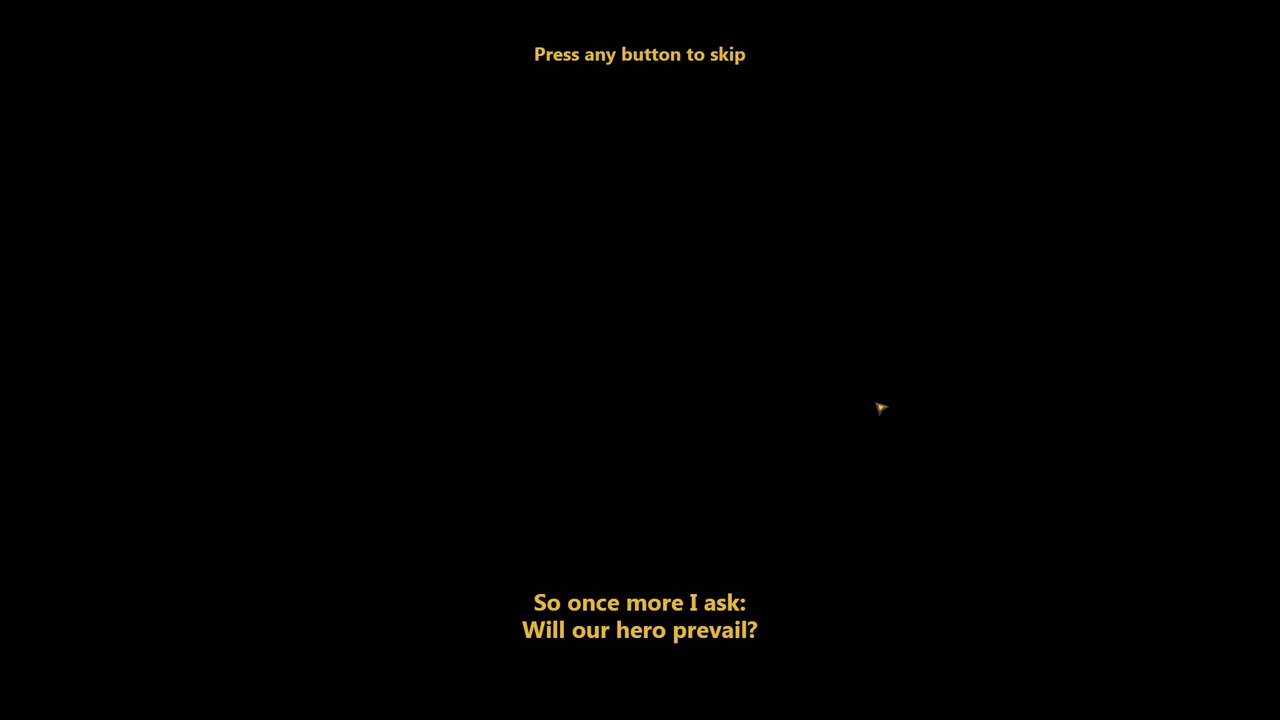 Press any button to skip
So once more I ask:
Will our hero prevail?